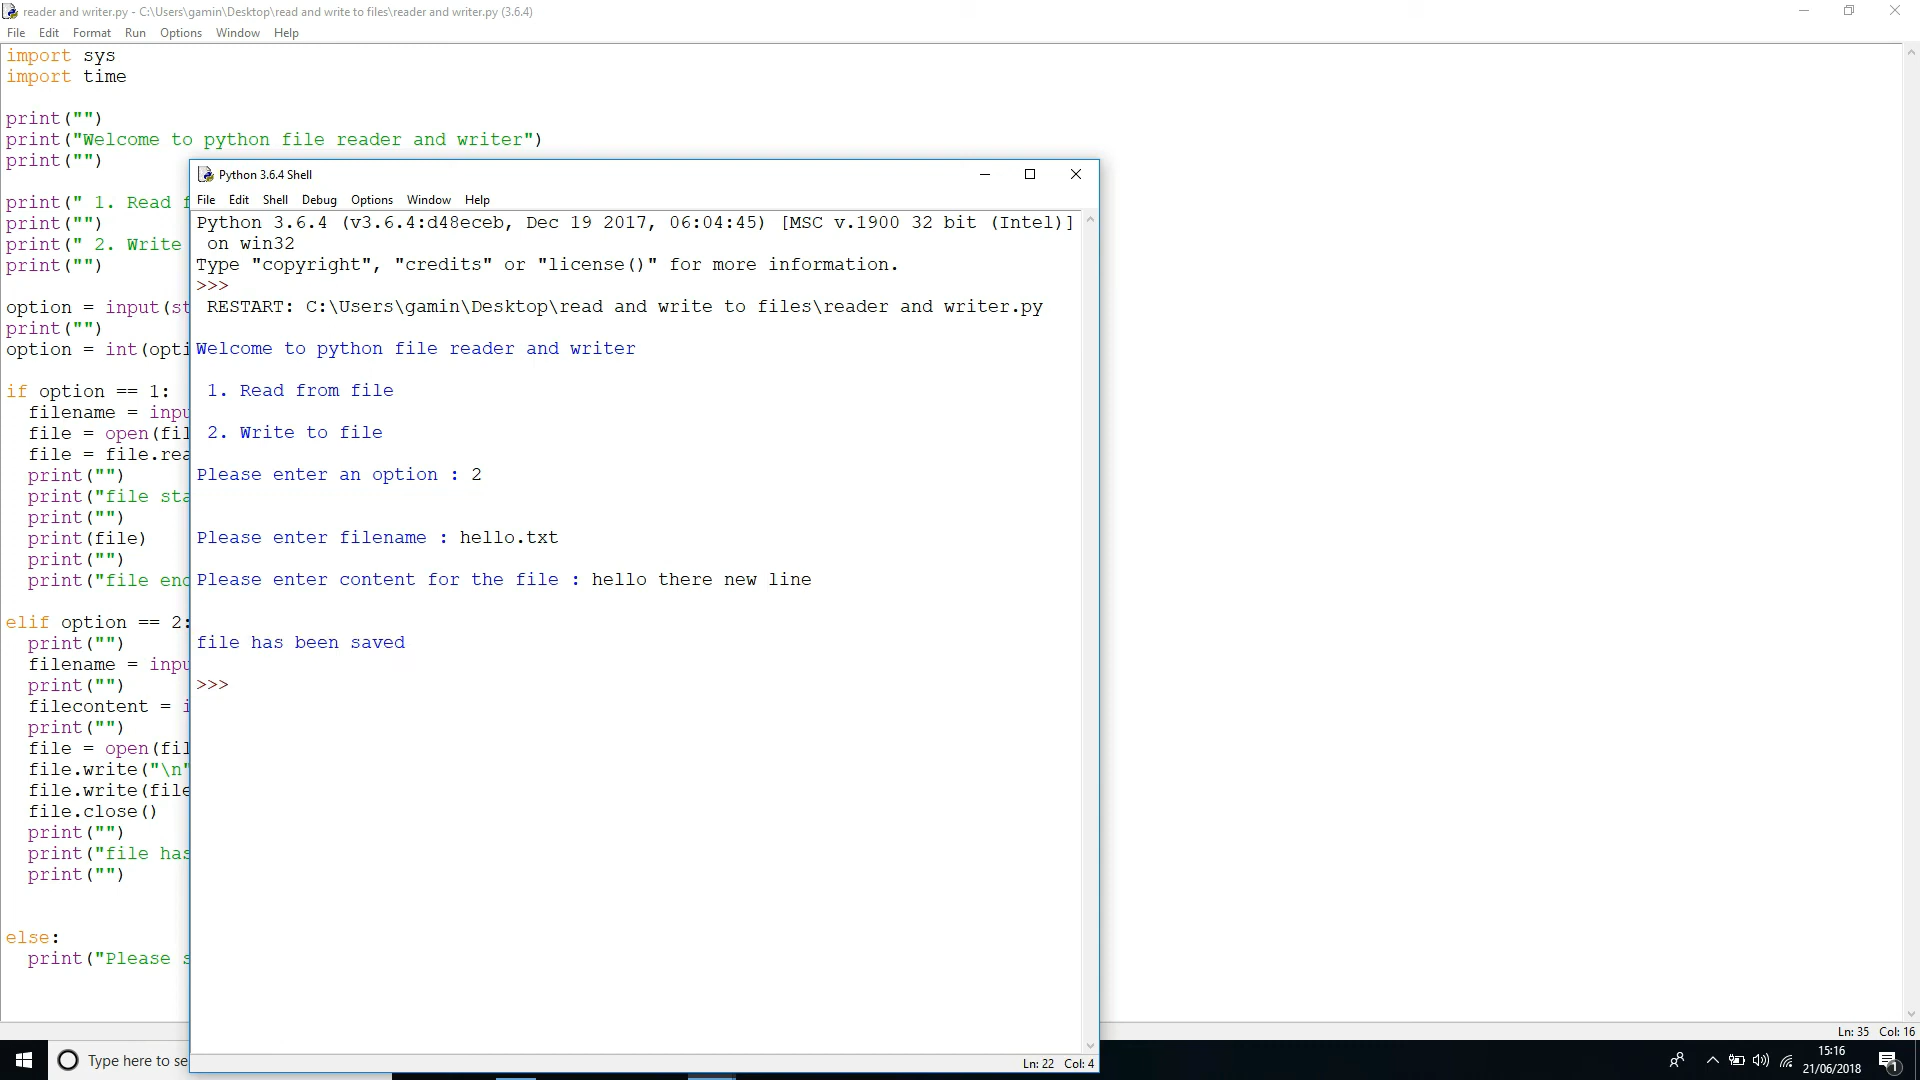 reader and writer.py - C:\Users\gamin\Desktop\read and write to files\reader and writer.py (3.6.4)
File Edit Format Run Options Window Help
import sys
import time
print("")
print("Welcome to python file reader and writer")
print("")
print(" 1. Read f
print("")
print(" 2. Write
print("")
option = input(st
print("")
option = int(opti
if option == 1:
filename = inpu
file = open(fil
file = file.rea
print("")
print("file sta
print("")
print(file)
print("")
print("file end
elif option == 2:
print("")
filename = inpu
print("")
filecontent = i
print("")
file = open(fil
file.write("\n"
file.write(file
file.close()
print("")
print("file has
print("")
else:
print("Please s
Ln: 35 Col: 16
Python 3.6.4 Shell
File Edit Shell Debug Options Window Help
Python 3.6.4 (v3.6.4:d48eceb, Dec 19 2017, 06:04:45) [MSC v.1900 32 bit (Intel)]
on win32
Type "copyright", "credits" or "license()" for more information.
>>>
RESTART: C:\Users\gamin\Desktop\read and write to files\reader and writer.py
Welcome to python file reader and writer
1. Read from file
2. Write to file
Please enter an option : 2
Please enter filename : hello.txt
Please enter content for the file : hello there new line
file has been saved
>>>
Ln: 22 Col: 4
Type here to se
15:16
21/06/2018
1